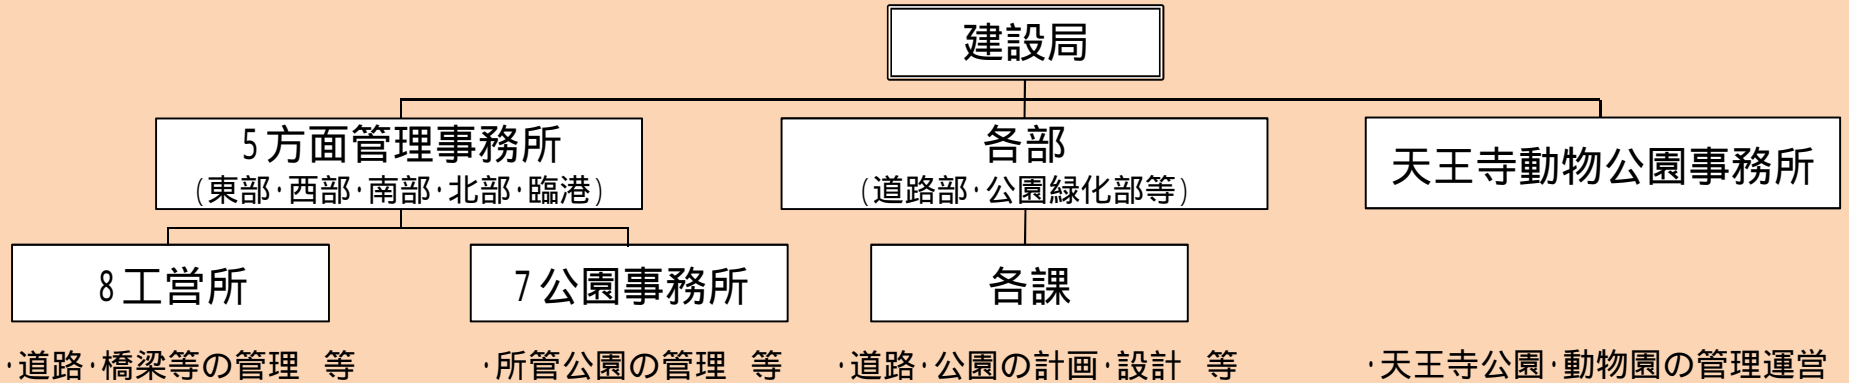 建設局
5方面管理事務所
(東部･西部･南部･北部･臨港)
各部
(道路部･公園緑化部等)
天王寺動物公園事務所
8工営所
7公園事務所
各課
･道路･橋梁等の管理　等
･所管公園の管理　等
･道路･公園の計画･設計　等
･天王寺公園･動物園の管理運営